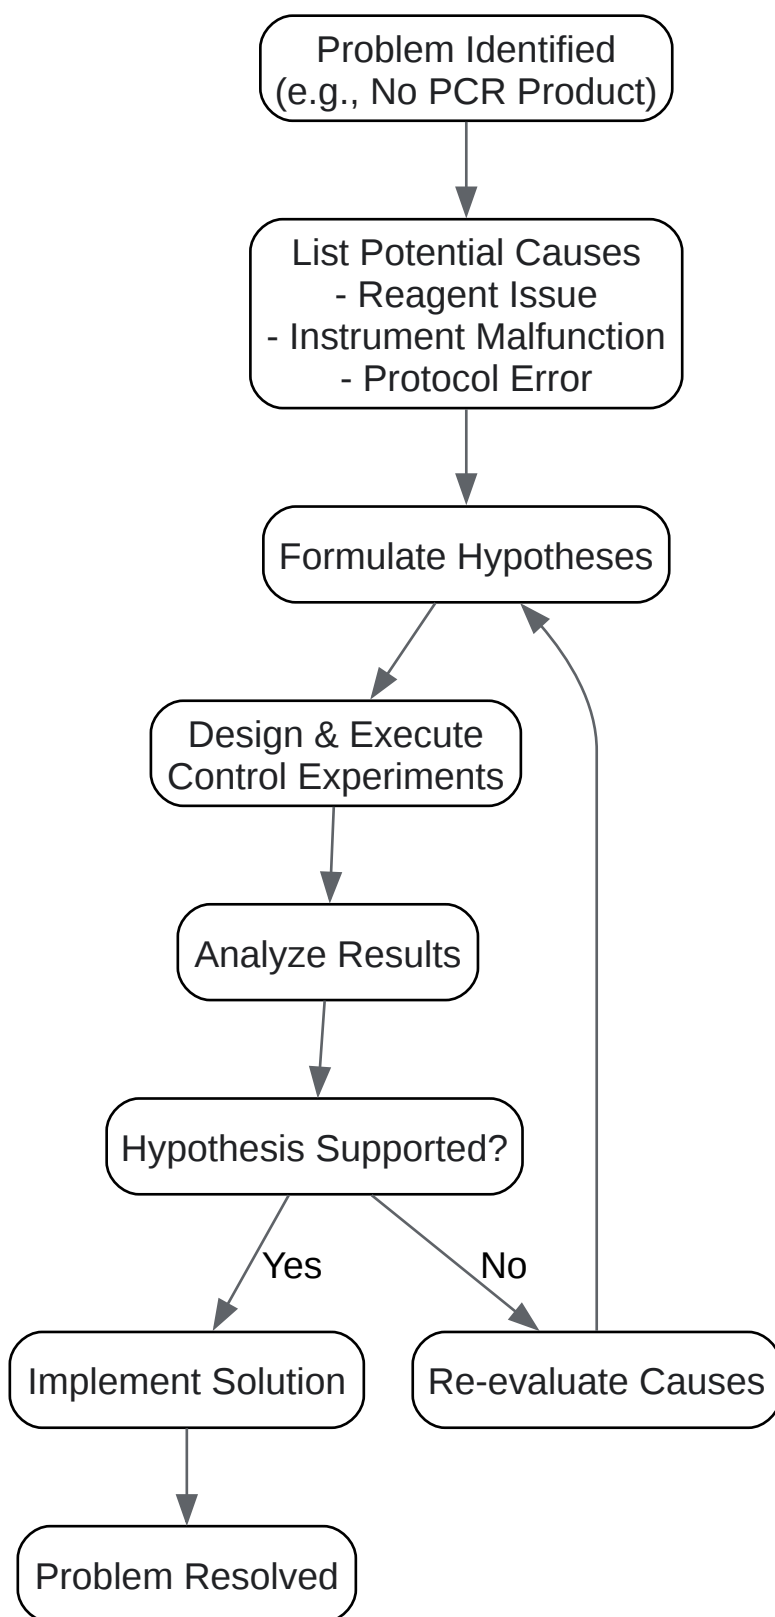 Problem Identified
(e.g., No PCR Product)
List Potential Causes
- Reagent Issue
- Instrument Malfunction
- Protocol Error
Formulate Hypotheses
Design & Execute
Control Experiments
Analyze Results
Hypothesis Supported?
Yes
No
Implement Solution
Re-evaluate Causes
Problem Resolved